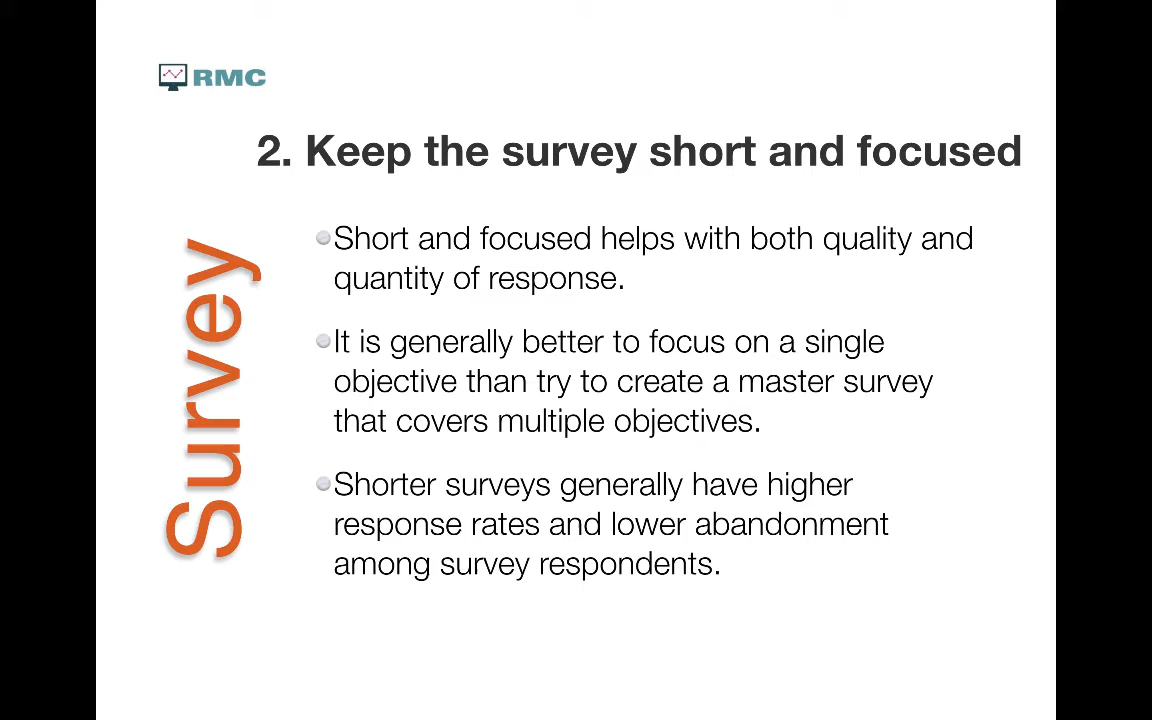 RMC
2. Keep the survey short and focused
Survey
Short and focused helps with both quality and
quantity of response.
It is generally better to focus on a single
objective than try to create a master survey
that covers multiple objectives.
Shorter surveys generally have higher
response rates and lower abandonment
among survey respondents.